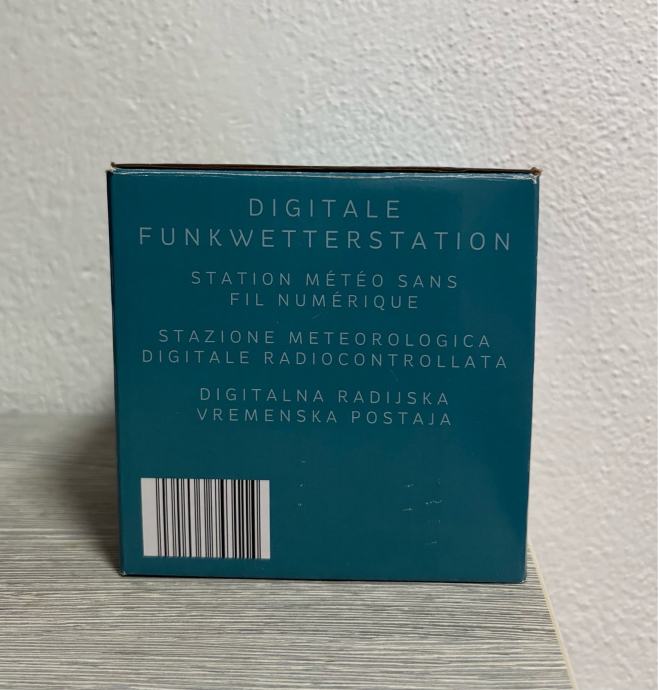 DIGITALE
FUNKWETTERSTATION
STATION MÉTÉO SANS
FIL NUMÉRIQUE
STAZIONE METEOROLOGICA
DIGITALE RADIOCONTROLLATA
DIGITALNA RADIJSKA
VREMENSKA POSTAJA